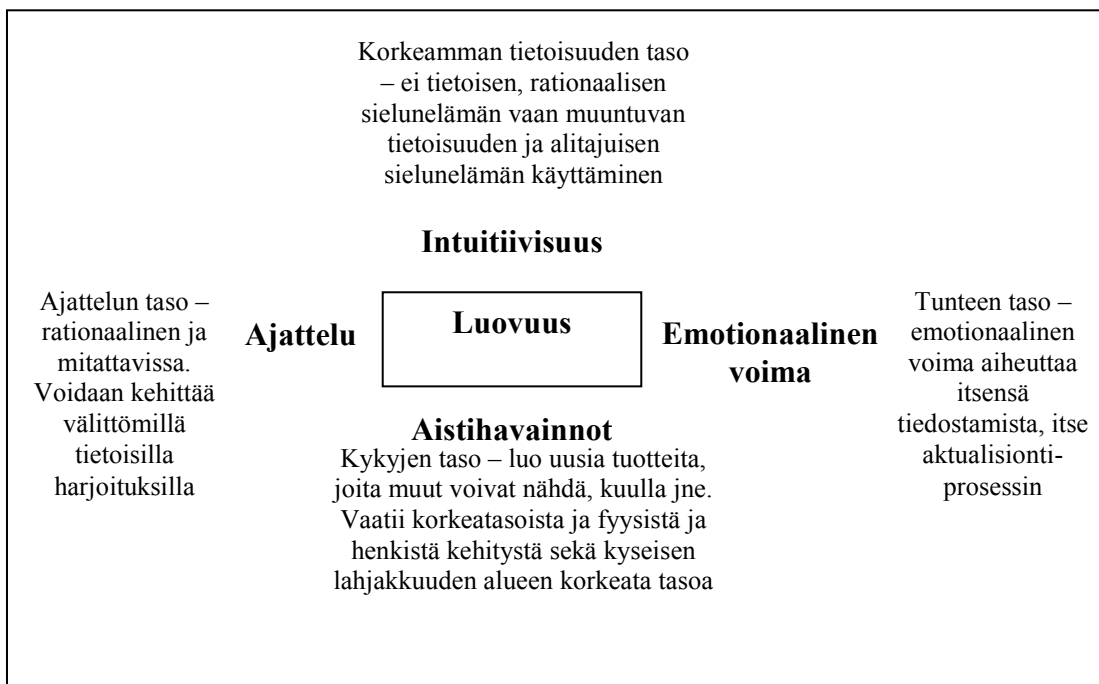 Korkeamman tietoisuuden taso
– ei tietoisen, rationaalisen
sielunelämän vaan muuntuvan
tietoisuuden ja alitajuisen
sielunelämän käyttäminen
Intuitiivisuus
Ajattelun taso –
rationaalinen ja
mitattavissa.
Voidaan kehittää
välittömillä
tietoisilla
harjoituksilla
Ajattelu
Luovuus
Emotionaalinen
voima
Tunteen taso –
emotionaalinen
voima aiheuttaa
itsensä
tiedostamista, itse
aktualisionti-
prosessin
Aistihavainnot
Kykyjen taso – luo uusia tuotteita,
joita muut voivat nähdä, kuulla jne.
Vaatii korkeatasoista ja fyysistä ja
henkistä kehitystä sekä kyseisen
lahjakkuuden alueen korkeata tasoa